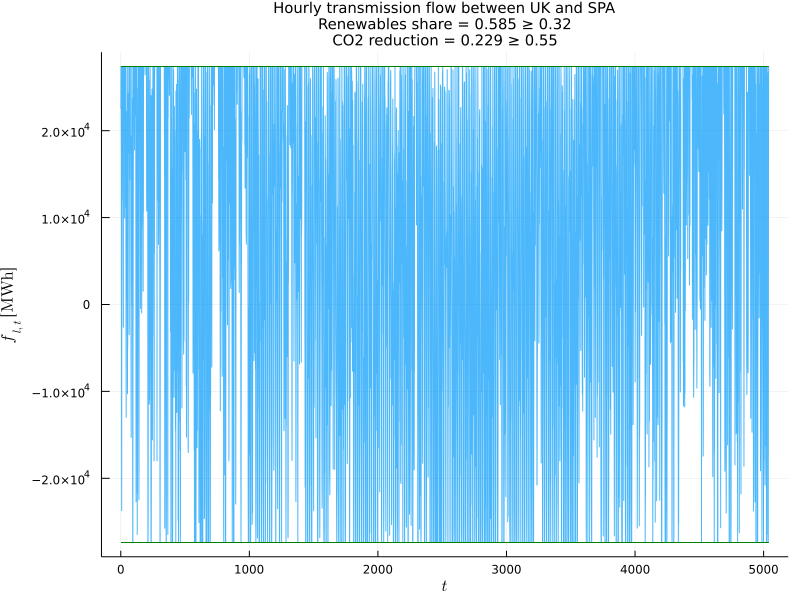 Hourly transmission flow between UK and SPA
Renewables share = 0.585 ≥ 0.32
CO2 reduction = 0.229 ≥ 0.55
2.0×10⁴
1.0×10⁴
0
−1.0×10⁴
−2.0×10⁴
f_{l,t} [MWh]
0 1000 2000 3000 4000 5000
t